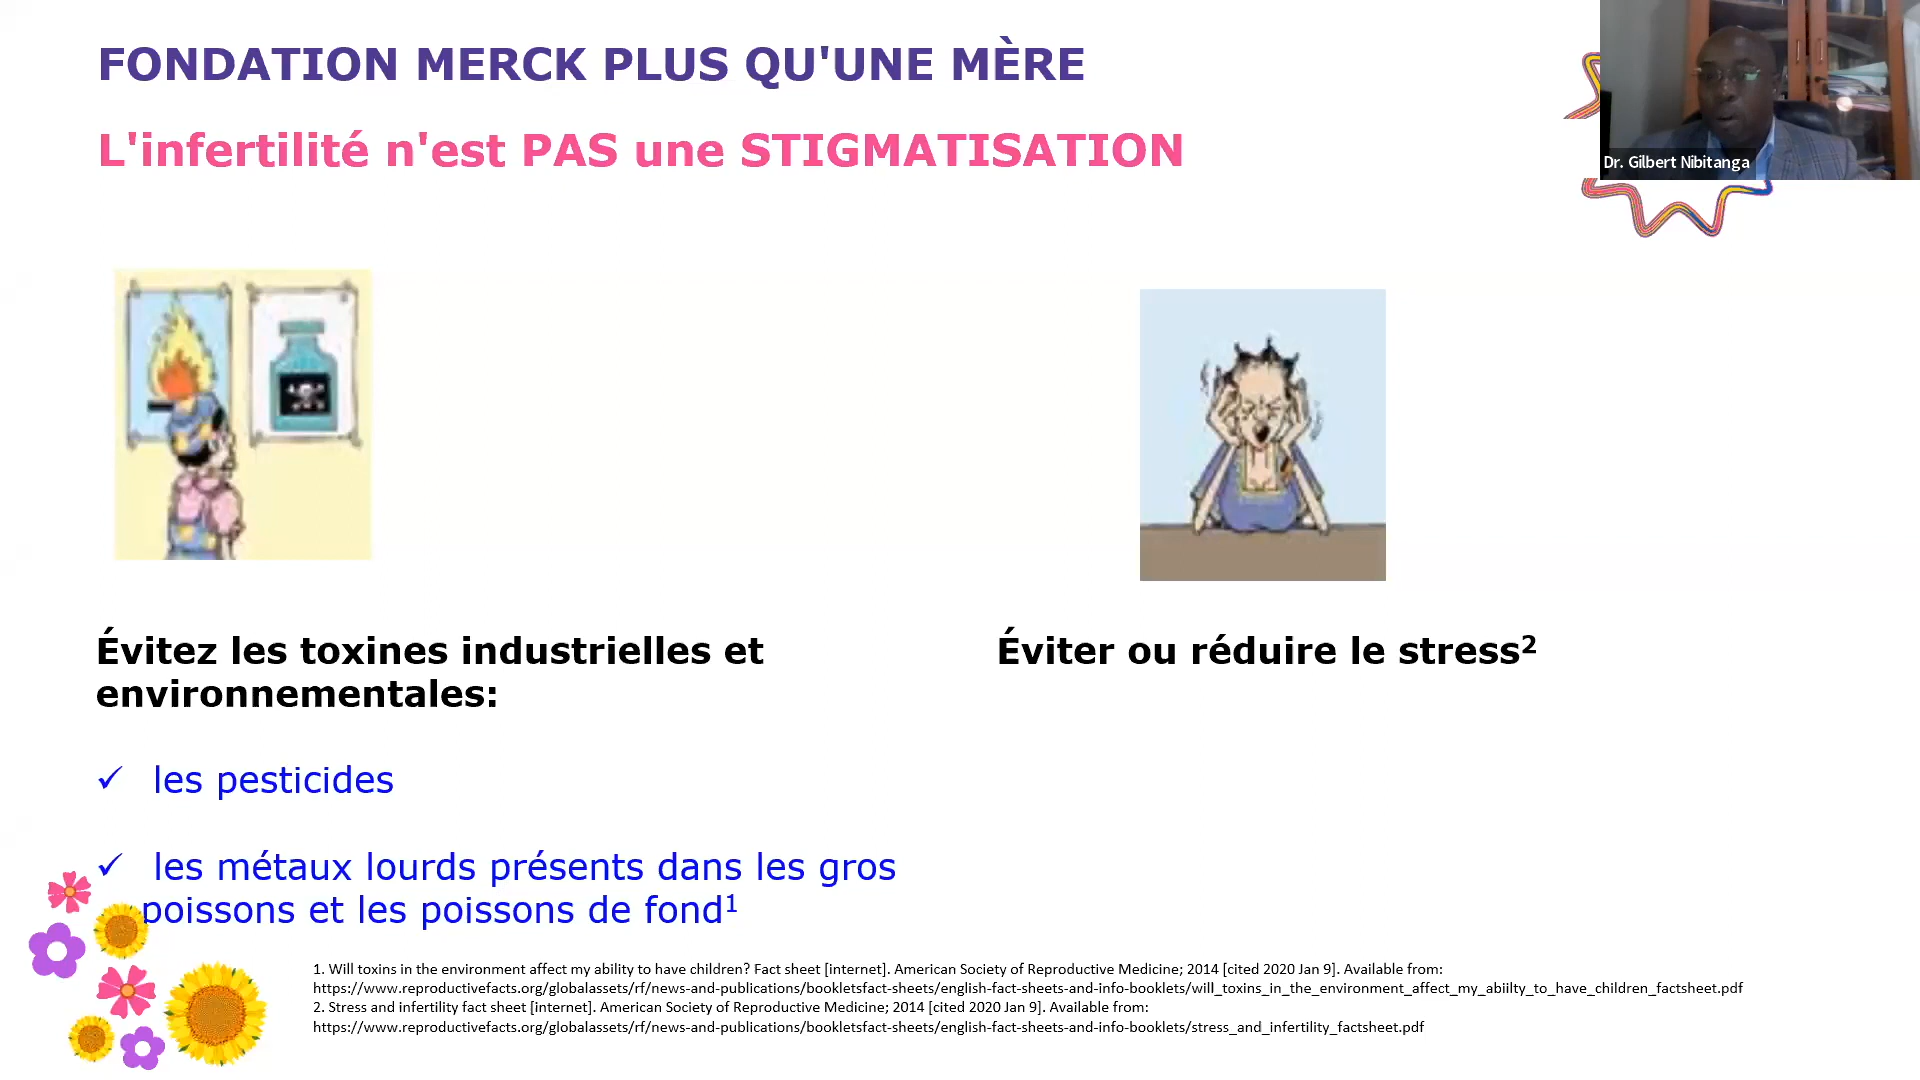 FONDATION MERCK PLUS QU'UNE MÈRE
L'infertilité n'est PAS une STIGMATISATION
Dr. Gilbert Nibitanga
Évitez les toxines industrielles et
environnementales:
✓ les pesticides
✓ les métaux lourds présents dans les gros
poissons et les poissons de fond¹
Éviter ou réduire le stress²
1. Will toxins in the environment affect my ability to have children? Fact sheet [internet]. American Society of Reproductive Medicine; 2014 [cited 2020 Jan 9]. Available from:
https://www.reproductivefacts.org/globalassets/rf/news-and-publications/bookletsfact-sheets/english-fact-sheets-and-info-booklets/will_toxins_in_the_environment_affect_my_abiilty_to_have_children_factsheet.pdf
2. Stress and infertility fact sheet [internet]. American Society of Reproductive Medicine; 2014 [cited 2020 Jan 9]. Available from:
https://www.reproductivefacts.org/globalassets/rf/news-and-publications/bookletsfact-sheets/english-fact-sheets-and-info-booklets/stress_and_infertility_factsheet.pdf